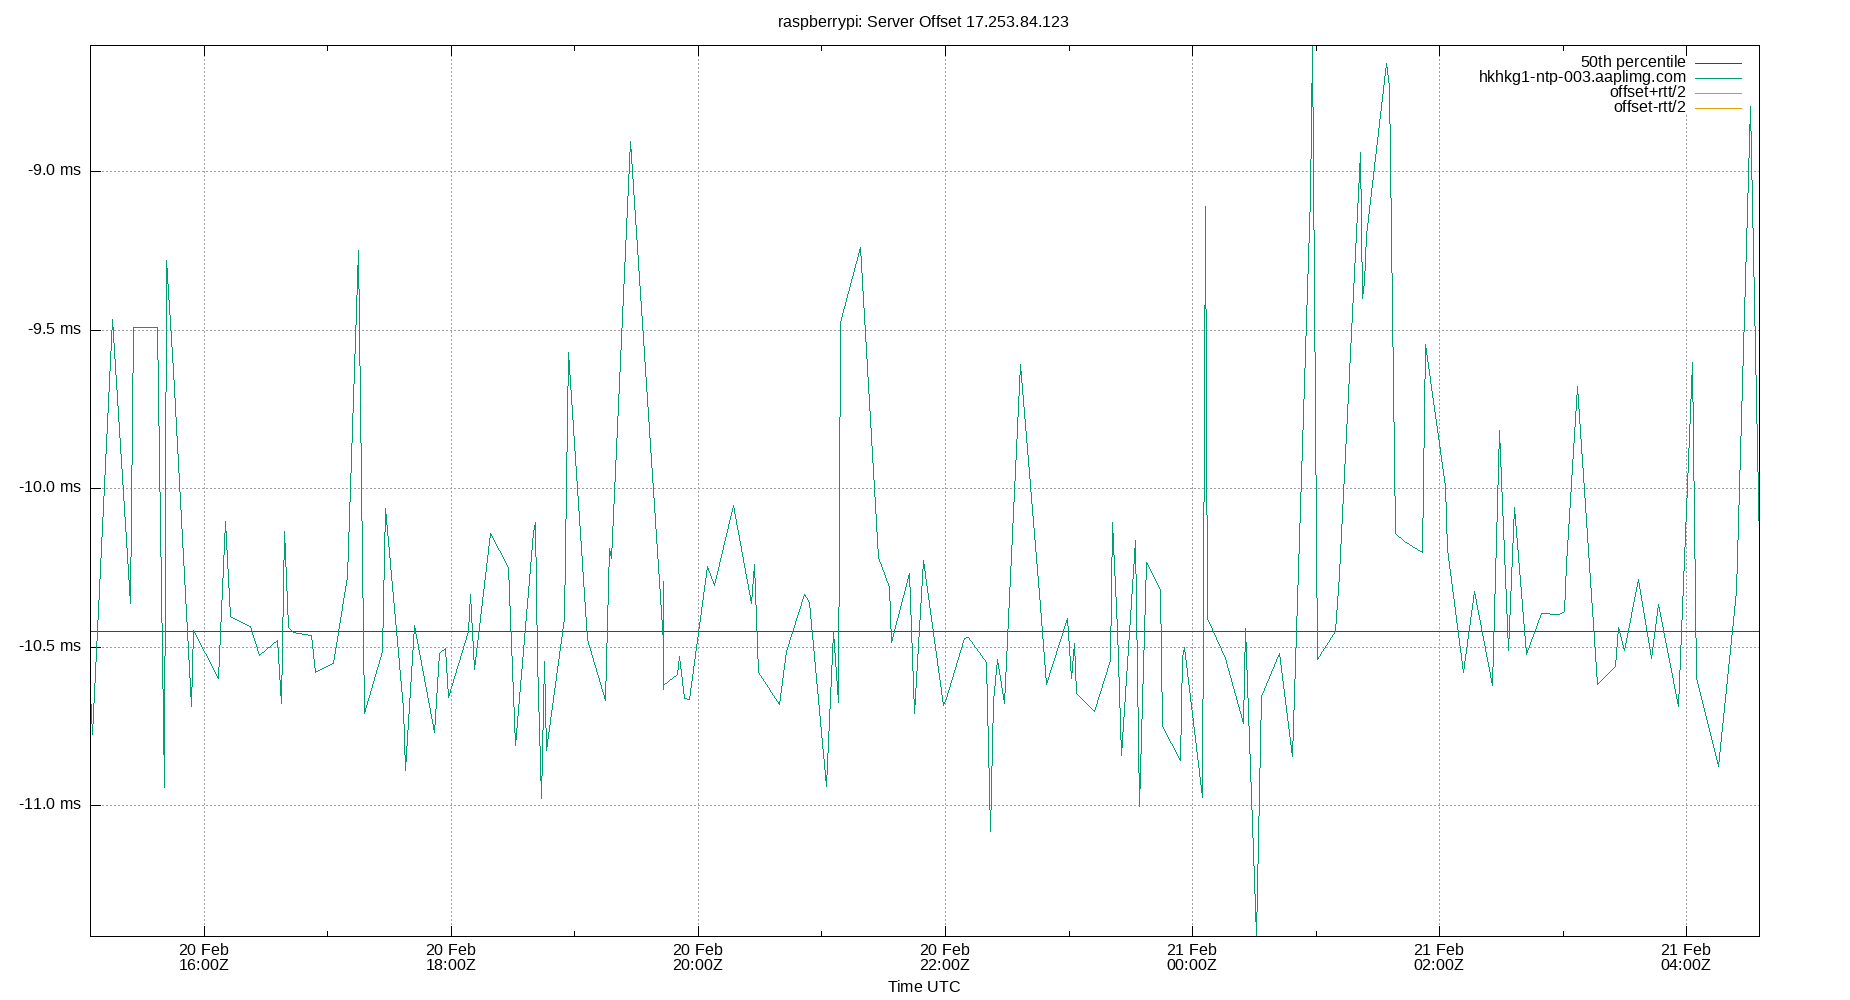 raspberrypi: Server Offset 17.253.84.123
50th percentile
hkhkg1-ntp-003.aaplimg.com
offset+rtt/2
offset-rtt/2
-9.0 ms
-9.5 ms
-10.0 ms
-10.5 ms
-11.0 ms
20 Feb 20 Feb 20 Feb 20 Feb 21 Feb 21 Feb 21 Feb
16:00Z 18:00Z 20:00Z 22:00Z 00:00Z 02:00Z 04:00Z
Time UTC